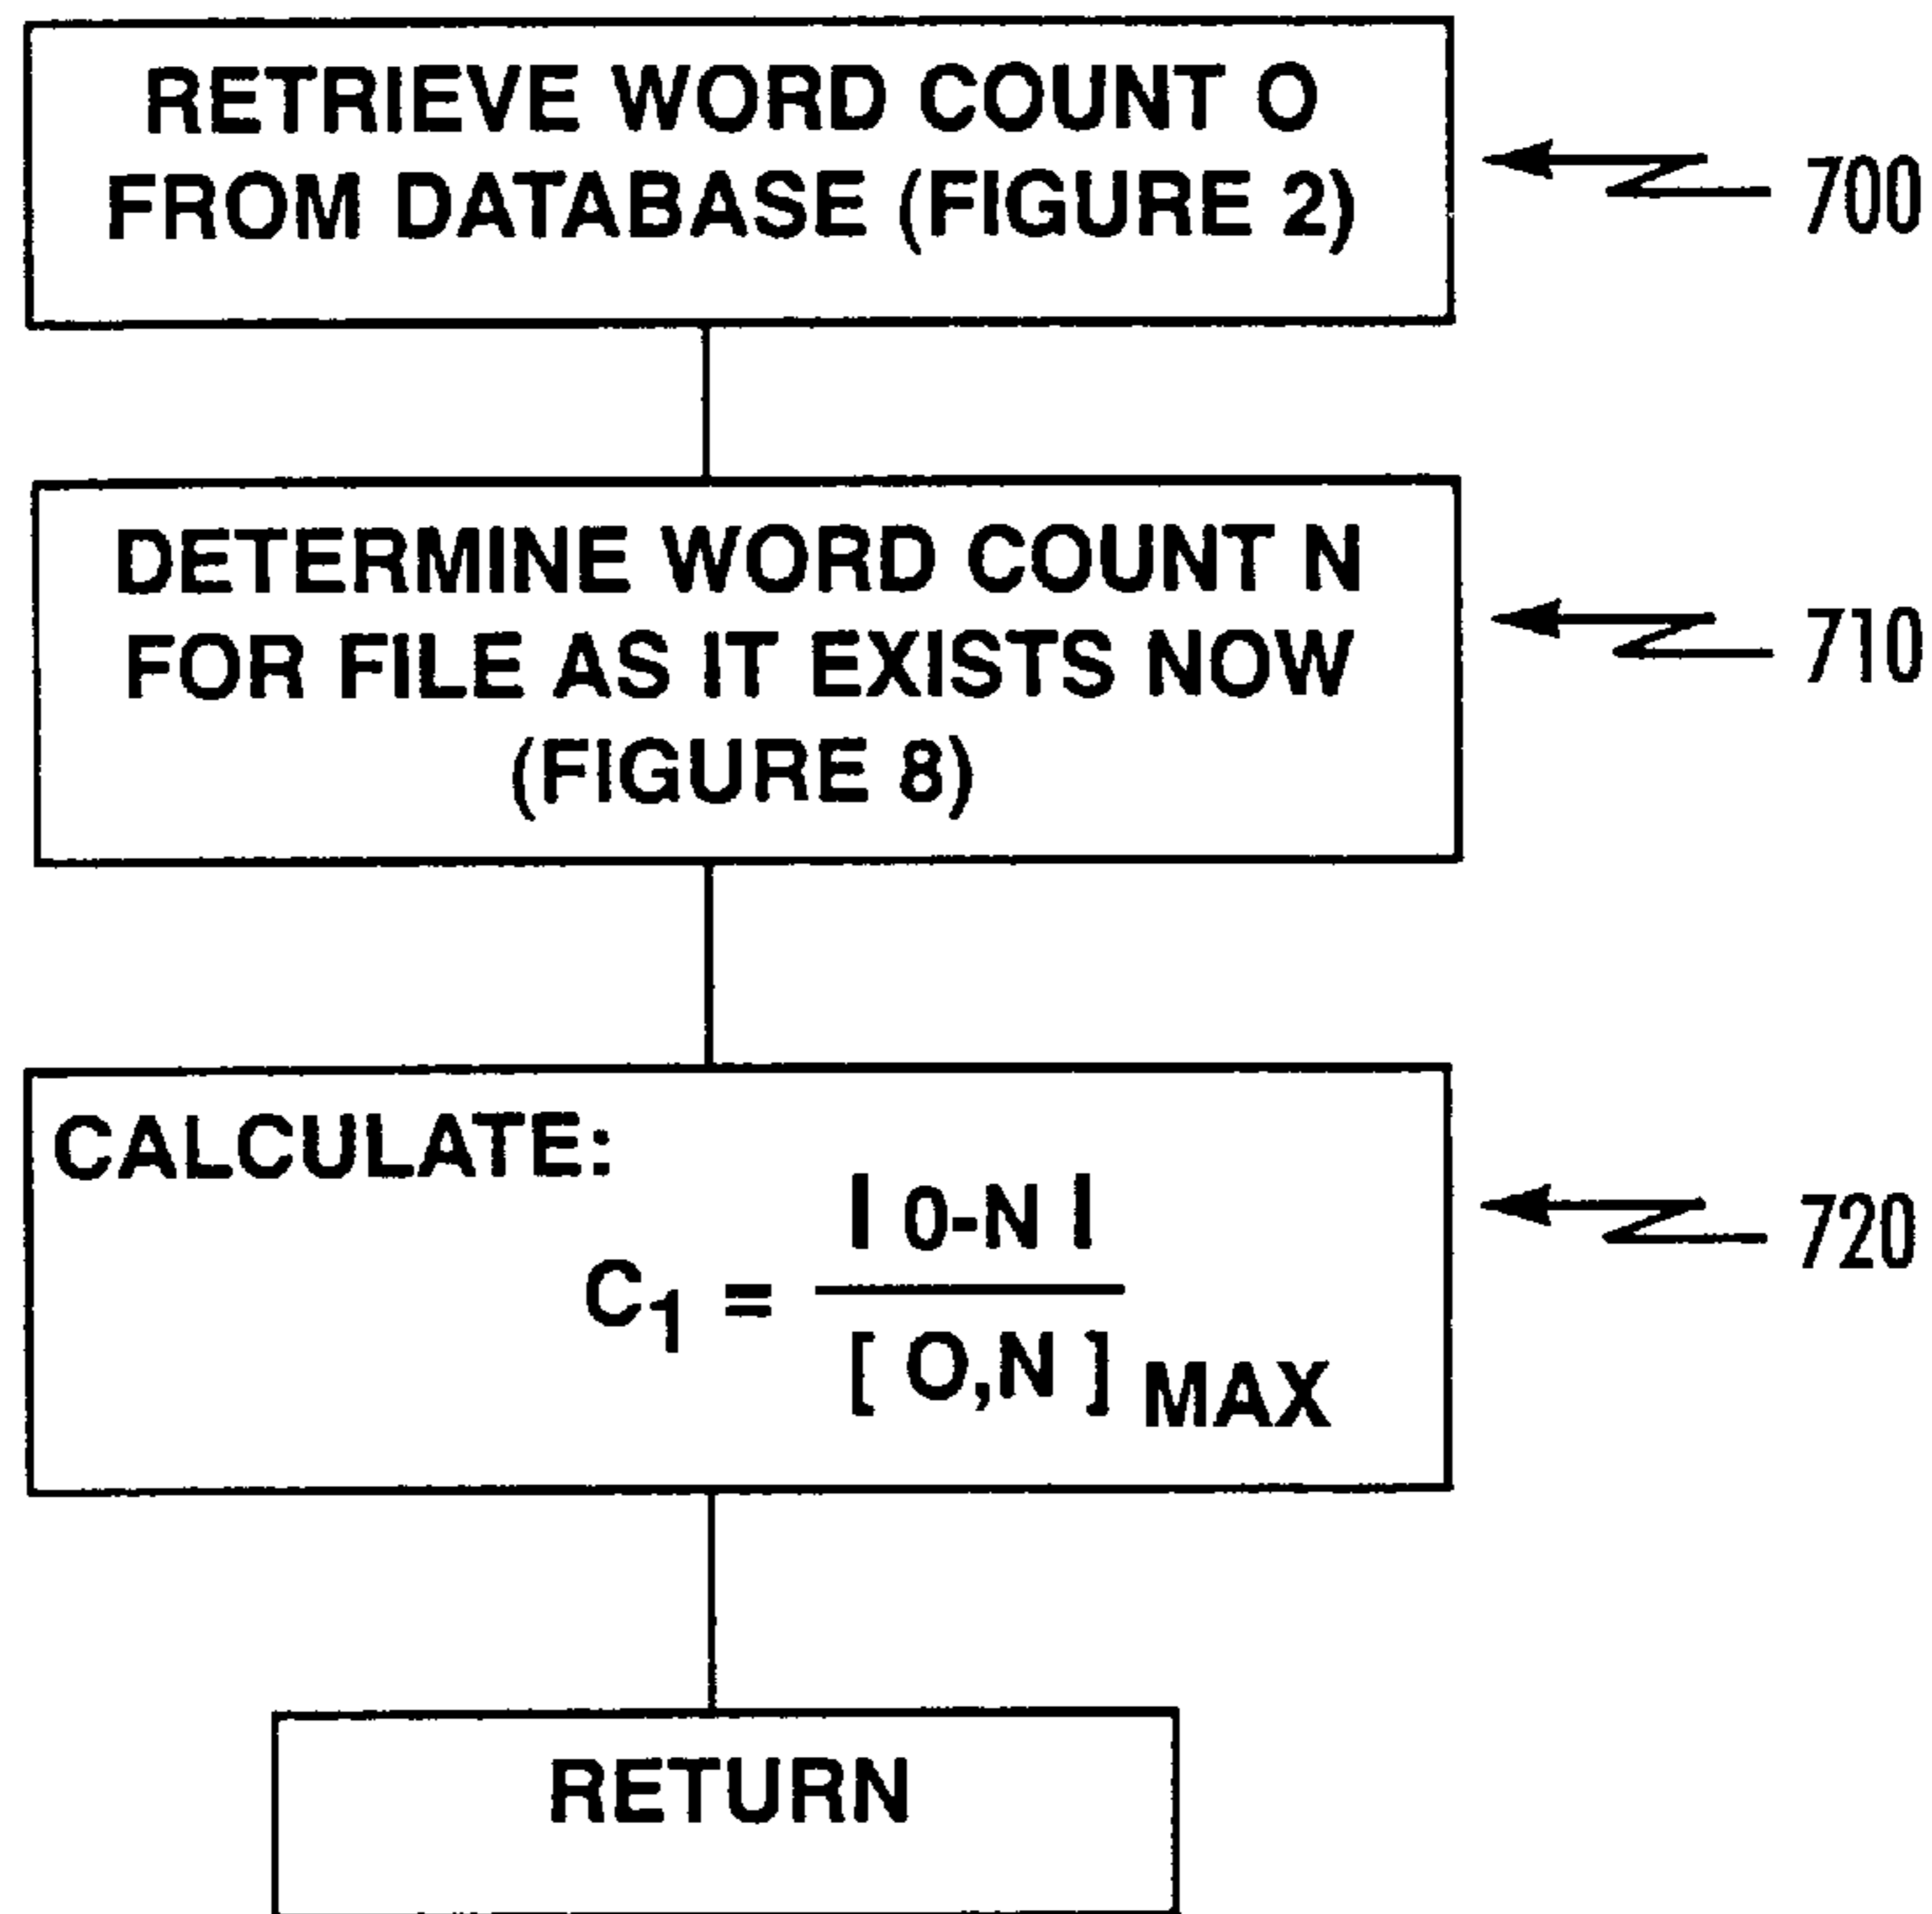 RETRIEVE WORD COUNT O
FROM DATABASE (FIGURE 2)
700
DETERMINE WORD COUNT N
FOR FILE AS IT EXISTS NOW
(FIGURE 8)
710
CALCULATE:
C1 = | O-N |
[ O,N ] MAX
720
RETURN